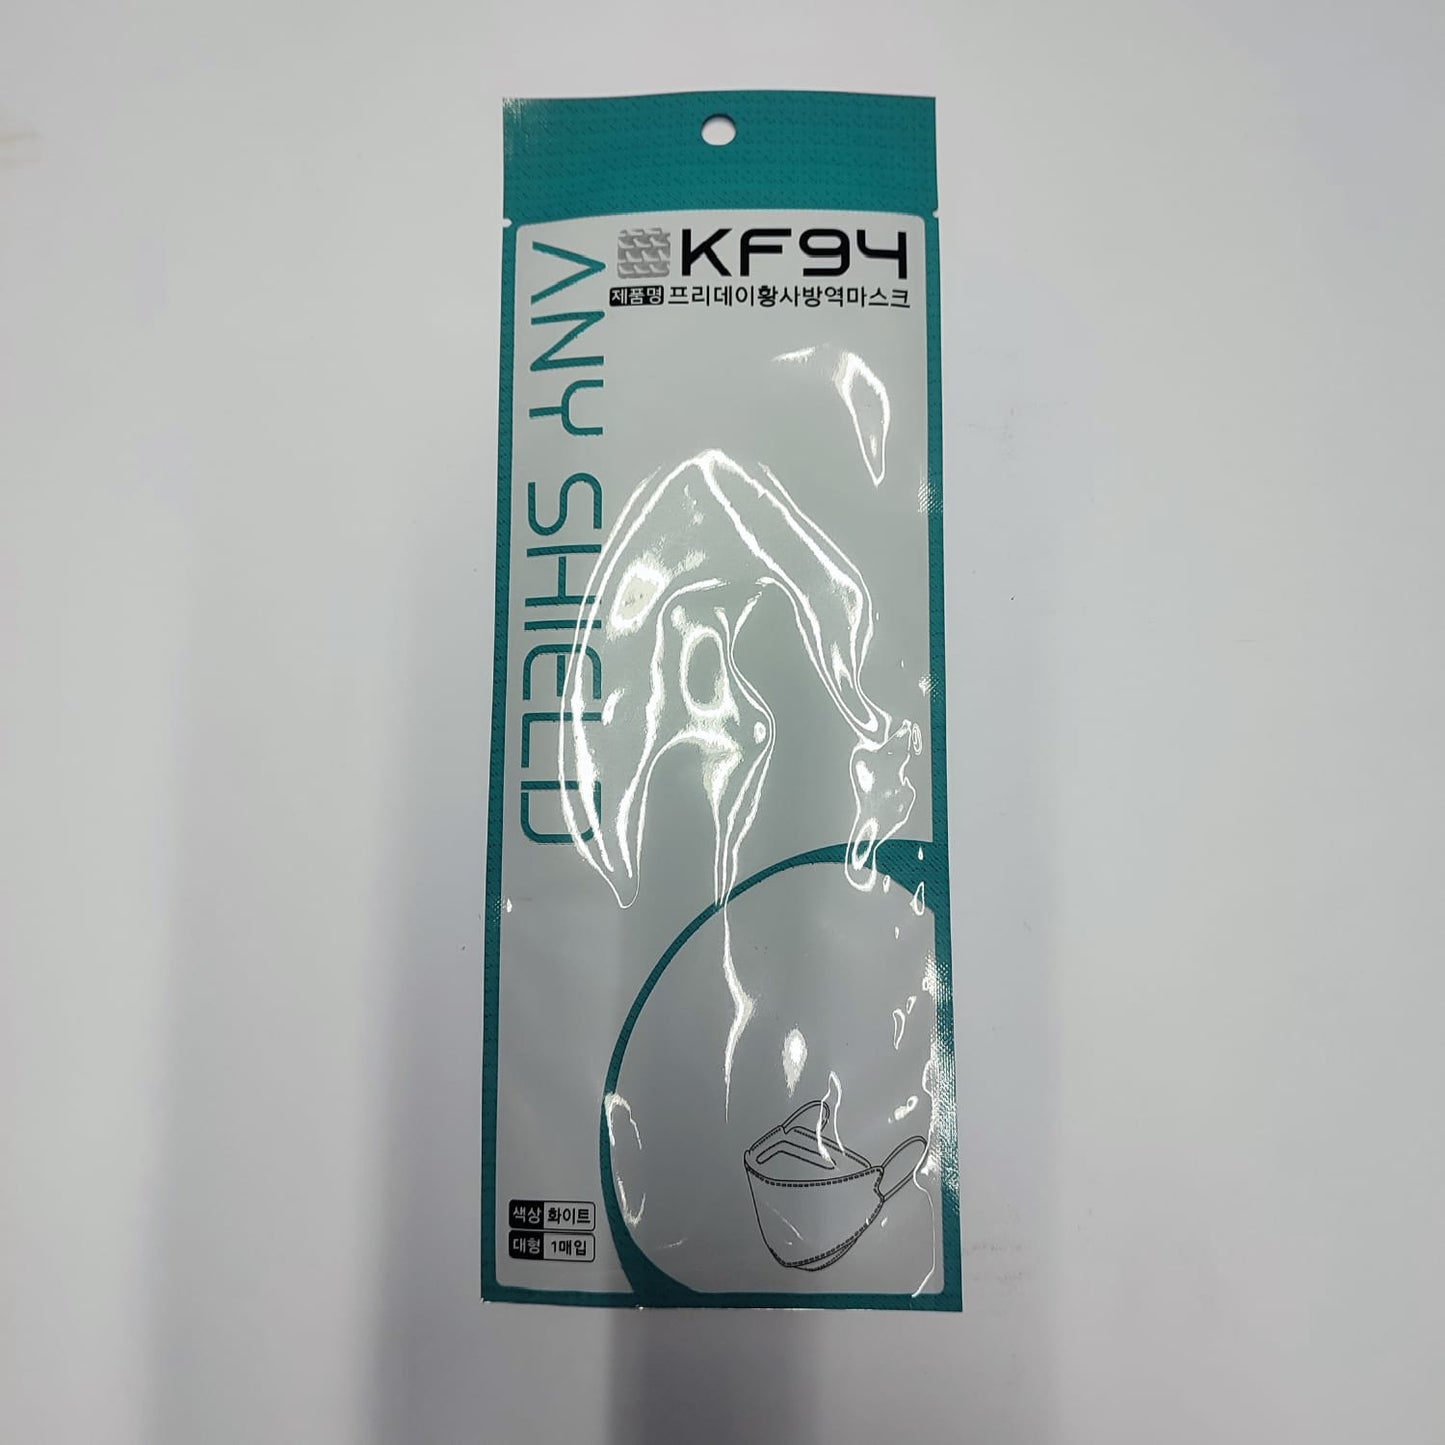 KF94
제품명 프리데이황사방역마스크
ANY SHIELD
색상 화이트
대형 1매입